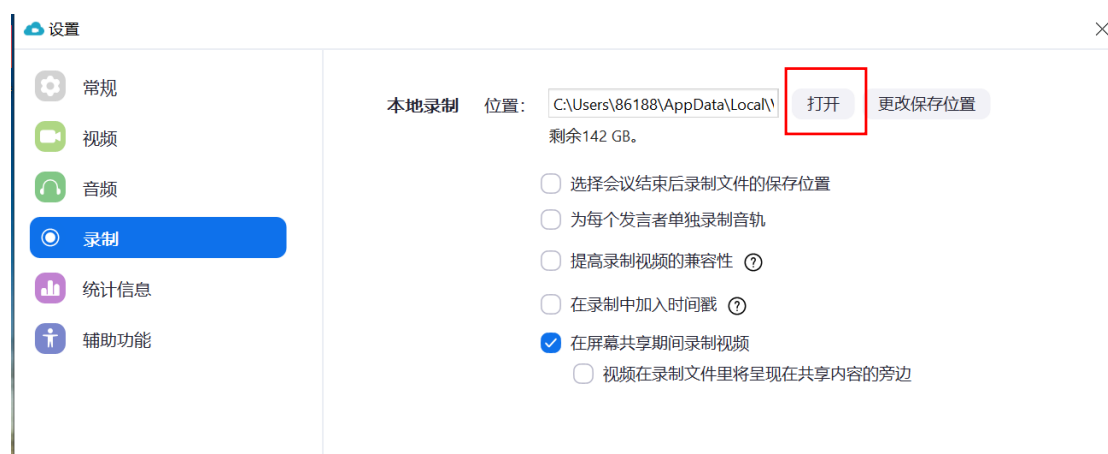 设置
常规
视频
音频
录制
统计信息
辅助功能
本地录制 位置： C:\Users\86188\AppData\Local\ 打开 更改保存位置
剩余142 GB。
选择会议结束后录制文件的保存位置
为每个发言者单独录制音轨
提高录制视频的兼容性 ?
在录制中加入时间戳 ?
在屏幕共享期间录制视频
视频在录制文件里将呈现在共享内容的旁边